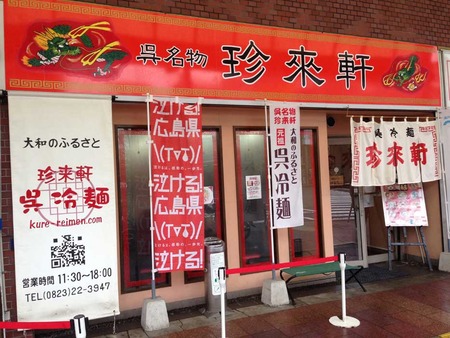 呉名物 珍來軒
大和のふるさと
珍來軒
呉冷麺
kure-reimen.com
営業時間 11:30〜18:00
TEL(0823)22-3947
泣ける!
広島県
\(T▽T)/
泣ける!
広島県
泣ける!
呉名物
珍来軒
元祖
呉冷麺
大和のふるさと
呉冷麺
珍來軒